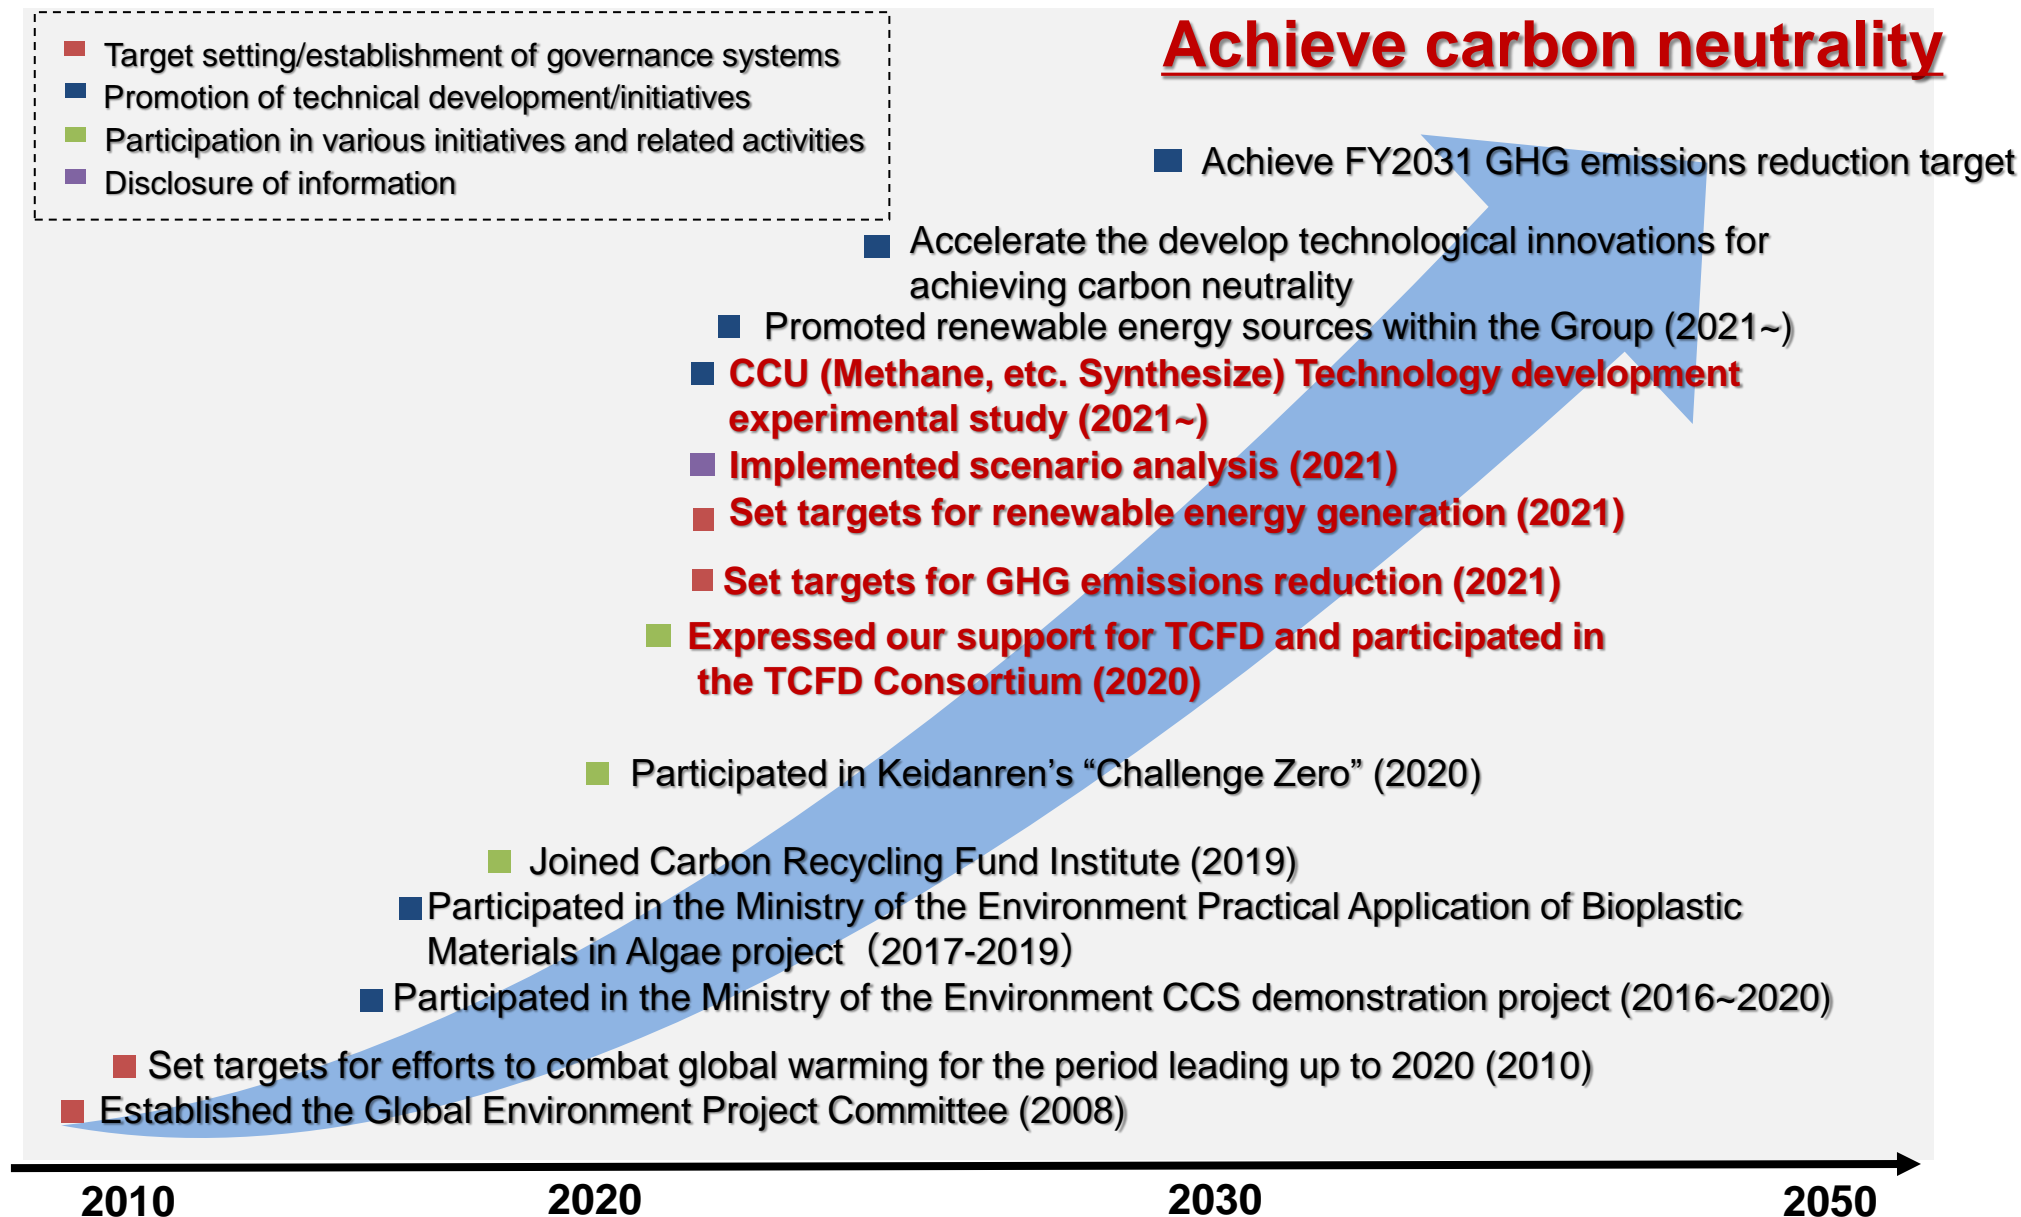 Target setting/establishment of governance systems
Promotion of technical development/initiatives
Participation in various initiatives and related activities
Disclosure of information
Achieve carbon neutrality
Achieve FY2031 GHG emissions reduction target
Accelerate the develop technological innovations for
achieving carbon neutrality
Promoted renewable energy sources within the Group (2021~)
CCU (Methane, etc. Synthesize) Technology development
experimental study (2021~)
Implemented scenario analysis (2021)
Set targets for renewable energy generation (2021)
Set targets for GHG emissions reduction (2021)
Expressed our support for TCFD and participated in
the TCFD Consortium (2020)
Participated in Keidanren’s “Challenge Zero” (2020)
Joined Carbon Recycling Fund Institute (2019)
Participated in the Ministry of the Environment Practical Application of Bioplastic
Materials in Algae project（2017-2019）
Participated in the Ministry of the Environment CCS demonstration project (2016~2020)
Set targets for efforts to combat global warming for the period leading up to 2020 (2010)
Established the Global Environment Project Committee (2008)
2010
2020
2030
2050